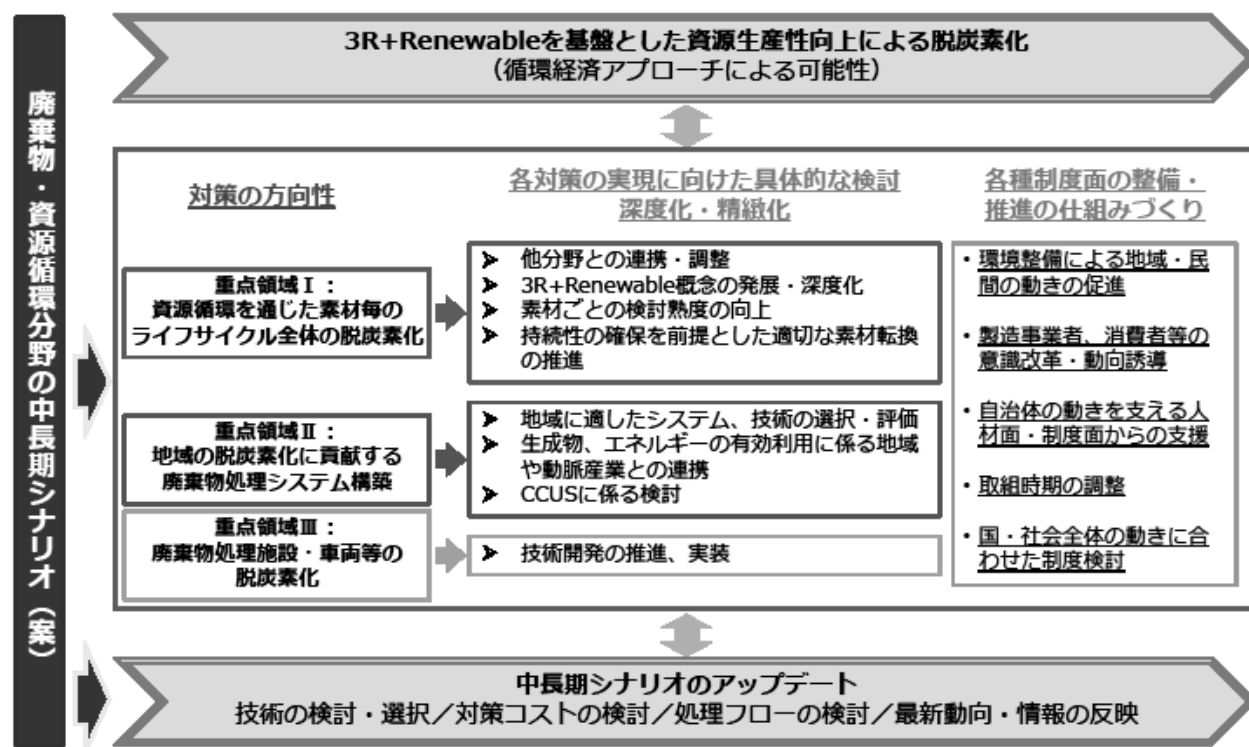 廃棄物・資源循環分野の中長期シナリオ（案）
3R+Renewableを基盤とした資源生産性向上による脱炭素化
（循環経済アプローチによる可能性）
対策の方向性
各対策の実現に向けた具体的な検討
深度化・精緻化
各種制度面の整備・
推進の仕組みづくり
重点領域Ⅰ：
資源循環を通じた素材毎の
ライフサイクル全体の脱炭素化
➤ 他分野との連携・調整
➤ 3R+Renewable概念の発展・深度化
➤ 素材ごとの検討熟度の向上
➤ 持続性の確保を前提とした適切な素材転換
の推進
重点領域Ⅱ：
地域の脱炭素化に貢献する
廃棄物処理システム構築
➤ 地域に適したシステム、技術の選択・評価
➤ 生成物、エネルギーの有効利用に係る地域
や動脈産業との連携
➤ CCUSに係る検討
重点領域Ⅲ：
廃棄物処理施設・車両等の
脱炭素化
➤ 技術開発の推進、実装
・環境整備による地域・民
間の動きの促進
・製造事業者、消費者等の
意識改革・動向誘導
・自治体の動きを支える人
材面・制度面からの支援
・取組時期の調整
・国・社会全体の動きに合
わせた制度検討
中長期シナリオのアップデート
技術の検討・選択／対策コストの検討／処理フローの検討／最新動向・情報の反映